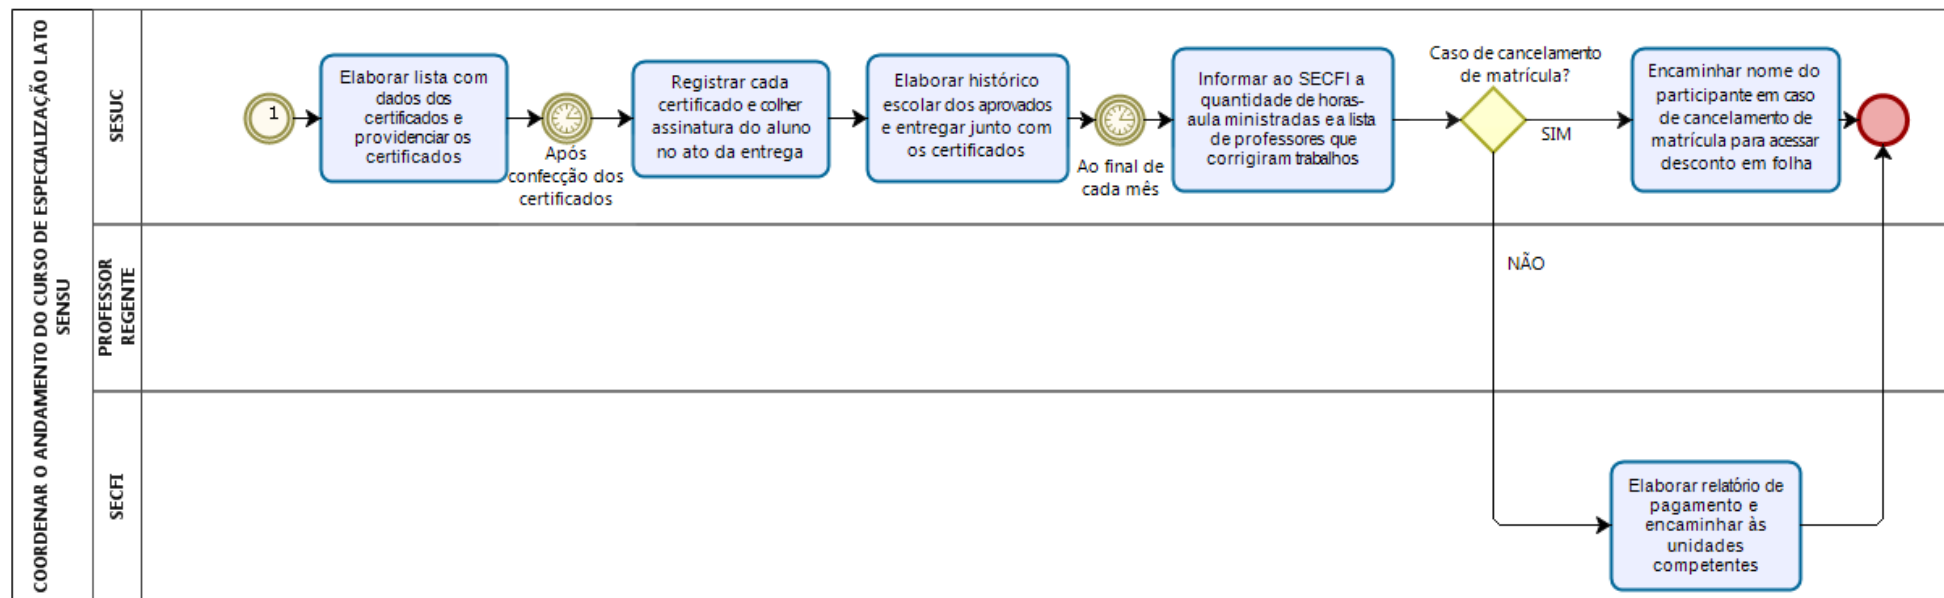 COORDENAR O ANDAMENTO DO CURSO DE ESPECIALIZAÇÃO LATO
SENSU
SESUC
1
Elaborar lista com
dados dos
certificados e
providenciar os
certificados
Após
confecção dos
certificados
Registrar cada
certificado e colher
assinatura do aluno
no ato da entrega
Elaborar histórico
escolar dos aprovados
e entregar junto com
os certificados
Ao final de
cada mês
Informar ao SECFI a
quantidade de horas-
aula ministradas e a lista
de professores que
corrigiram trabalhos
Caso de cancelamento
de matrícula?
SIM
Encaminhar nome do
participante em caso
de cancelamento de
matrícula para acessar
desconto em folha
PROFESSOR
REGENTE
NÃO
SECFI
Elaborar relatório de
pagamento e
encaminhar às
unidades
competentes